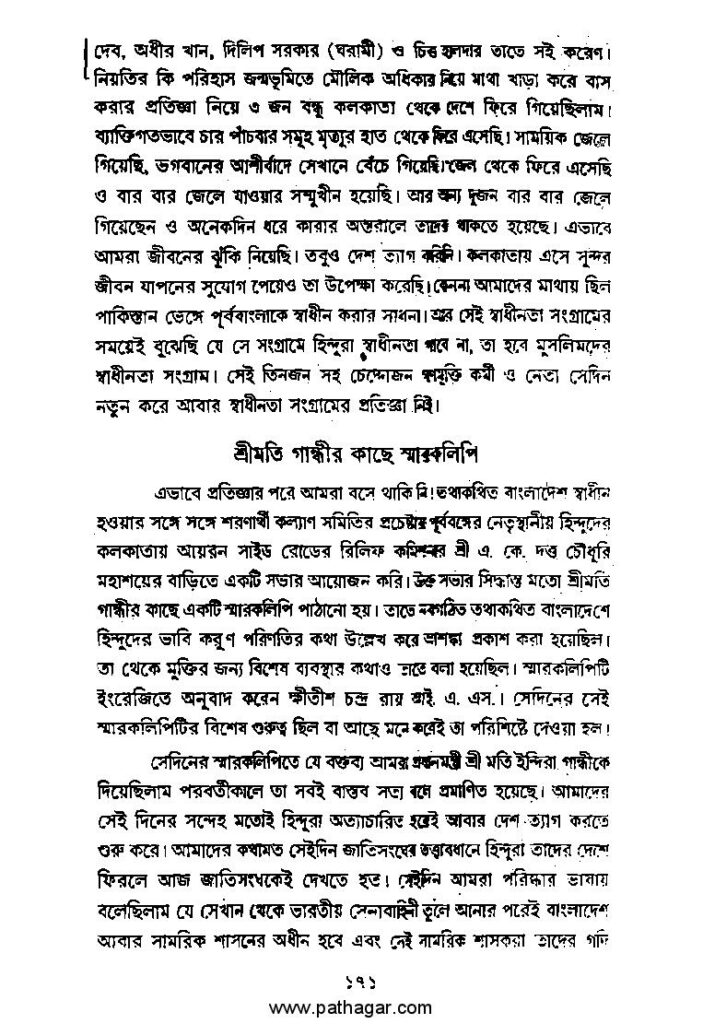 দেব, অধীর খান, দিলিপ সরকার (ঘরামী) ও চিত্ত হালদার তাতে সই করেণ।
নিয়তির কি পরিহাস জন্মভূমিতে মৌলিক অধিকার নিয়ে মাথা খাড়া করে বাস
করার প্রতিজ্ঞা নিয়ে ৩ জন বন্ধু কলকাতা থেকে দেশে ফিরে গিয়েছিলাম।
ব্যাক্তিগতভাবে চার পাঁচবার সমূহ মৃত্যুর হাত থেকে ফিরে এসেছি। সাময়িক জেলে
গিয়েছি, ভগবানের আশীর্বাদে সেখানে বেঁচে গিয়েছি। জেল থেকে ফিরে এসেছি
ও বার বার জেলে যাওয়ার সম্মুখীন হয়েছি। আর অন্য দুজন বার বার জেলে
গিয়েছেন ও অনেকদিন ধরে কারার অন্তরালে তাদের থাকতে হয়েছে। এভাবে
আমরা জীবনের ঝুঁকি নিয়েছি। তবুও দেশ ত্যাগ করিনি। কলকাতায় এসে সুন্দর
জীবন যাপনের সুযোগ পেয়েও তা উপেক্ষা করেছি। কেননা আমাদের মাথায় ছিল
পাকিস্তান ভেঙ্গে পূর্ববাংলাকে স্বাধীন করার সাধনা। আর সেই স্বাধীনতা সংগ্রামের
সময়েই বুঝেছি যে সে সংগ্রামে হিন্দুরা স্বাধীনতা পাবে না, তা হবে মুসলিমদের
স্বাধীনতা সংগ্রাম। সেই তিনজন সহ চেদ্দোজন মুক্তি কর্মী ও নেতা সেদিন
নতুন করে আবার স্বাধীনতা সংগ্রামের প্রতিজ্ঞা নিই।
শ্রীমতি গান্ধীর কাছে স্মারকলিপি
এভাবে প্রতিজ্ঞার পরে আমরা বসে থাকি নি। তথাকথিত বাংলাদেশ স্বাধীন
হওয়ার সঙ্গে সঙ্গে শরণার্থী কল্যাণ সমিতির প্রচেষ্টায় পূর্ববঙ্গের নেতৃস্থানীয় হিন্দুদের
কলকাতায় আয়রন সাইড রোডের রিলিফ কমিশনর শ্রী এ. কে. দত্ত চৌধুরি
মহাশয়ের বাড়িতে একটি সভার আয়োজন করি। উক্ত সভার সিদ্ধান্ত মতো শ্রীমতি
গান্ধীর কাছে একটি স্মারকলিপি পাঠানো হয়। তাতে নবগঠিত তথাকথিত বাংলাদেশে
হিন্দুদের ভাবি করুণ পরিণতির কথা উল্লেখ করে আশঙ্কা প্রকাশ করা হয়েছিল।
তা থেকে মুক্তির জন্য বিশেষ ব্যবস্থার কথাও তাতে বলা হয়েছিল। স্মারকলিপিটি
ইংরেজিতে অনুবাদ করেন ক্ষীতীশ চন্দ্র রায় আই. এ. এস.। সেদিনের সেই
স্মারকলিপিটির বিশেষ গুরুত্ব ছিল বা আছে মনে করেই তা পরিশিষ্টে দেওয়া হল।
সেদিনের স্মারকলিপিতে যে বক্তব্য আমরা প্রধানমন্ত্রী শ্রী মতি ইন্দিরা গান্ধীকে
দিয়েছিলাম পরবর্তীকালে তা সবই বাস্তব সত্য বলে প্রমাণিত হয়েছে। আমাদের
সেই দিনের সন্দেহ মতোই হিন্দুরা অত্যাচারিত হয়েই আবার দেশ ত্যাগ করতে
শুরু করে। আমাদের কথামত সেইদিন জাতিসংঘের তত্ত্বাবধানে হিন্দুরা তাদের দেশে
ফিরলে আজ জাতিসংঘকেই দেখতে হত। সেইদিন আমরা পরিষ্কার ভাষায়
বলেছিলাম যে সেখান থেকে ভারতীয় সেনাবাহিনী তুলে আনার পরেই বাংলাদেশ
আবার সামরিক শাসনের অধীন হবে এবং সেই সামরিক শাসকরা তাদের গদি
১৭১
www.pathagar.com